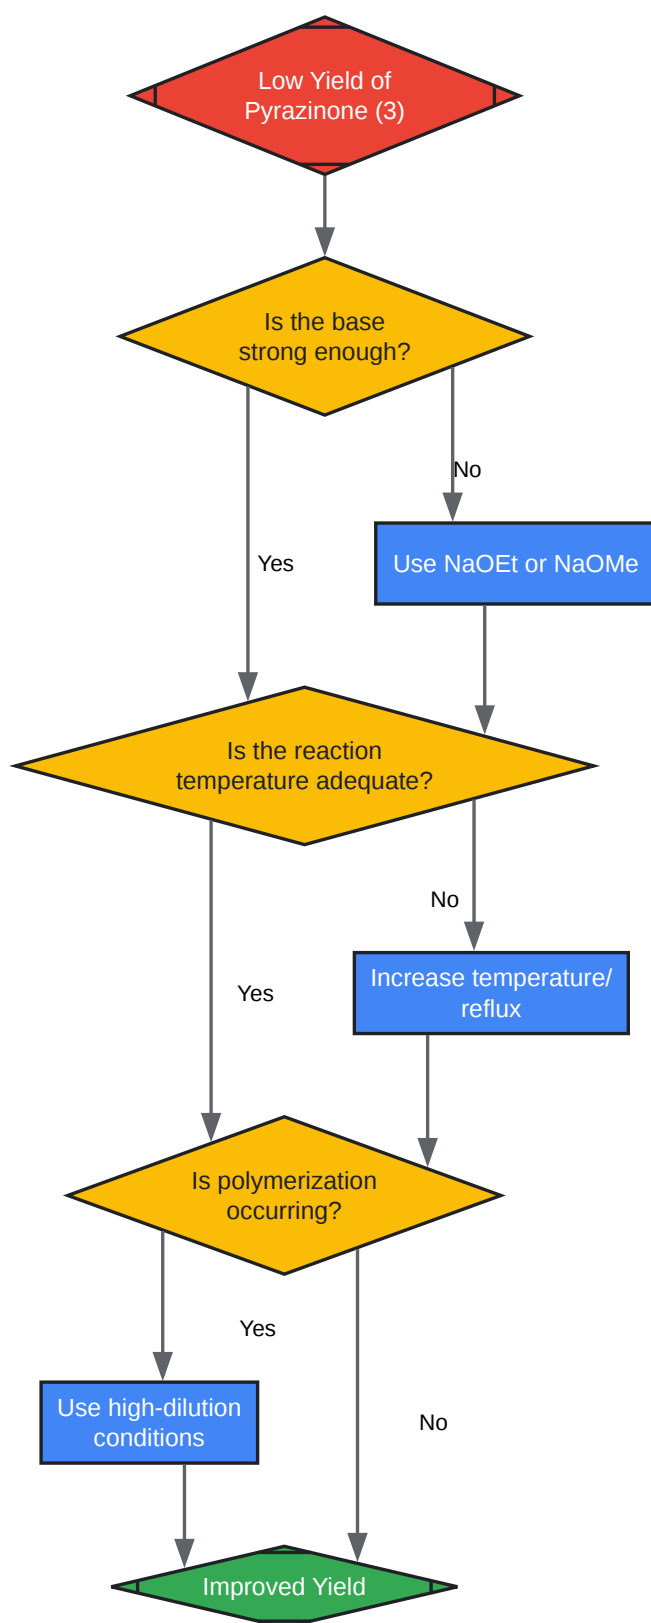 Low Yield of
Pyrazinone (3)
Is the base
strong enough?
No
Use NaOEt or NaOMe
Yes
Is the reaction
temperature adequate?
No
Increase temperature/
reflux
Yes
Is polymerization
occurring?
Yes
Use high-dilution
conditions
No
Improved Yield